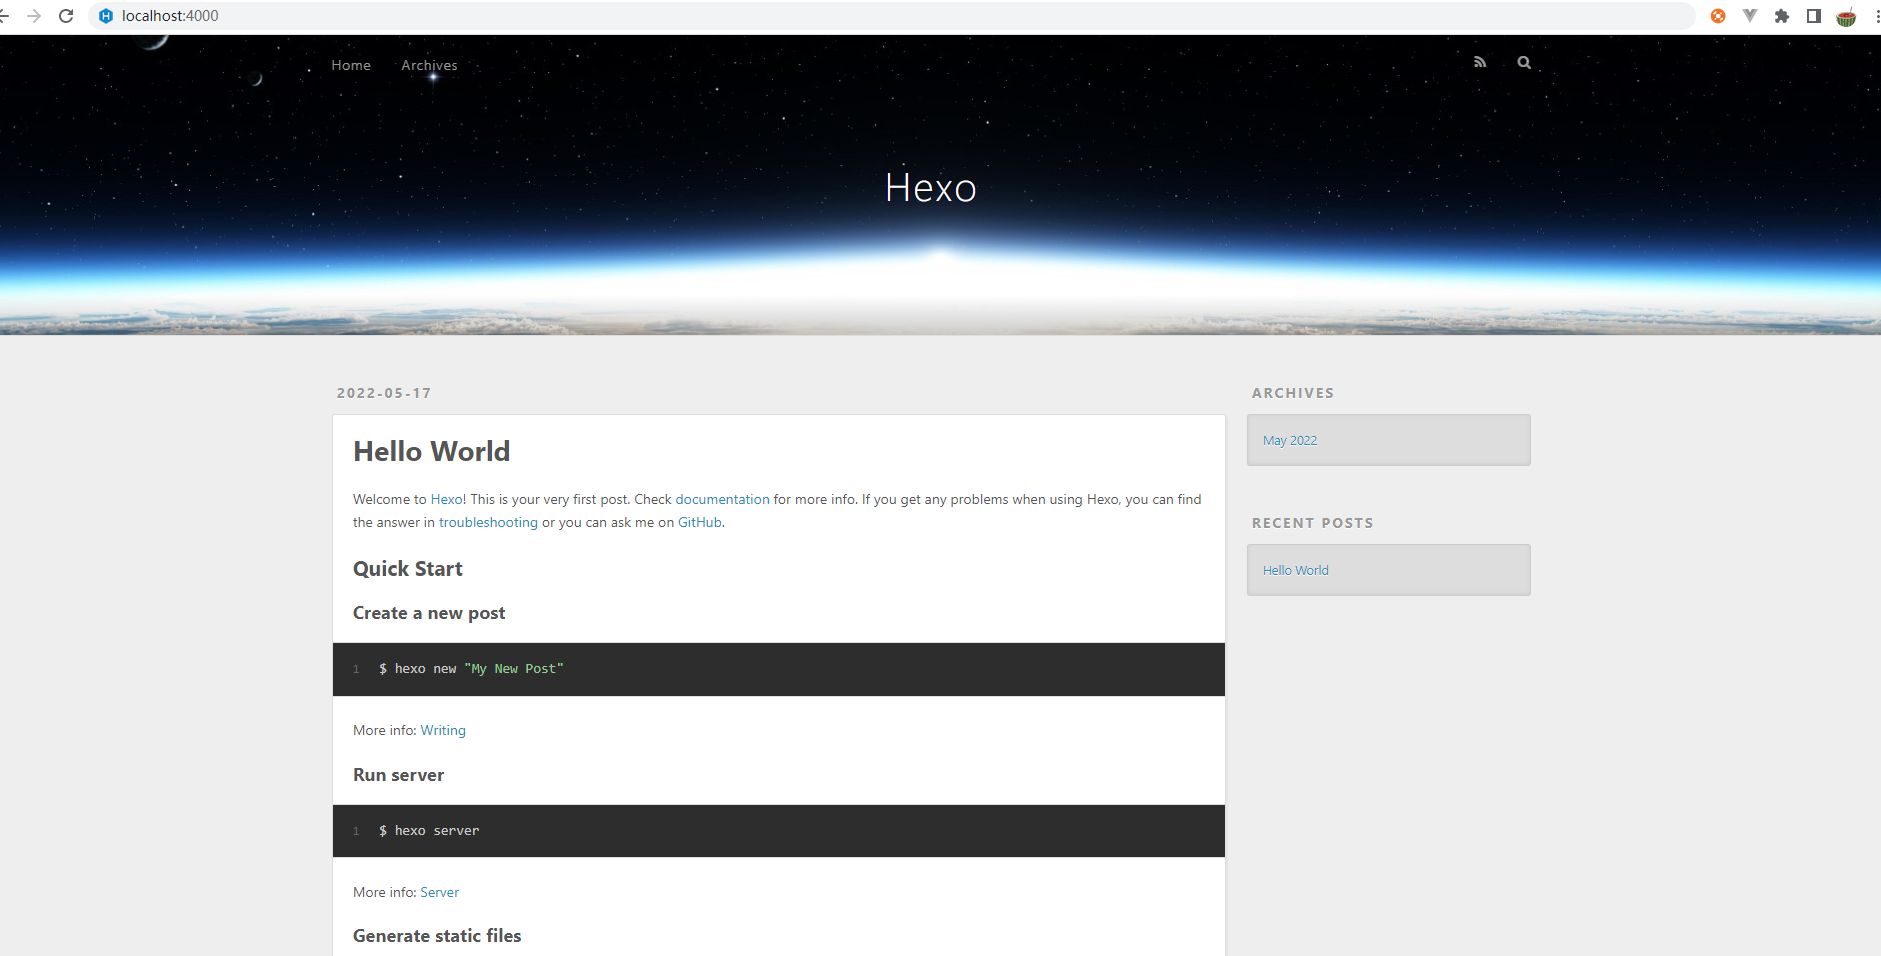 localhost:4000
Home Archives
Hexo
2022-05-17
Hello World
Welcome to Hexo! This is your very first post. Check documentation for more info. If you get any problems when using Hexo, you can find
the answer in troubleshooting or you can ask me on GitHub.
Quick Start
Create a new post
1 $ hexo new "My New Post"
More info: Writing
Run server
1 $ hexo server
More info: Server
Generate static files
ARCHIVES
May 2022
RECENT POSTS
Hello World